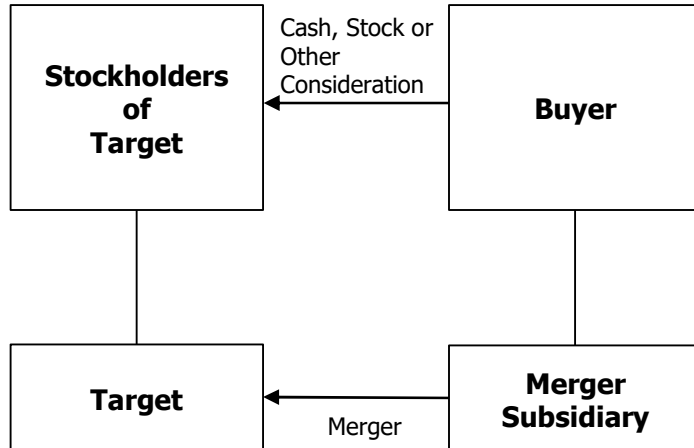 Cash, Stock or
Other
Consideration
Stockholders
of
Target
Buyer
Target
Merger
Merger
Subsidiary